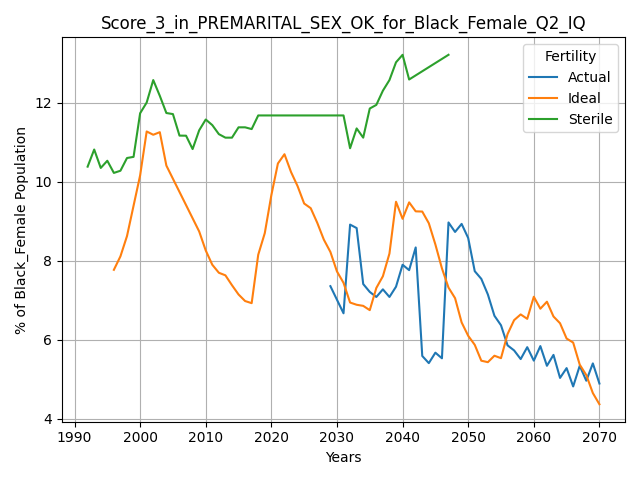 Score_3_in_PREMARITAL_SEX_OK_for_Black_Female_Q2_IQ
Fertility
Actual
Ideal
Sterile
% of Black_Female Population
12
10
8
6
4
1990 2000 2010 2020 2030 2040 2050 2060 2070
Years